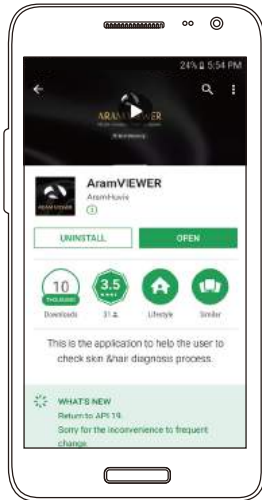 24% 5:54 PM
ARAMVIEWER
AramVIEWER
AramHuvis
UNINSTALL
OPEN
10
THOUSAND
3.5
Downloads
31
Lifestyle
Similar
This is the application to help the user to
check skin &hair diagnosis process.
WHAT'S NEW
Return to API 19.
Sorry for the inconvenience to frequent
change.